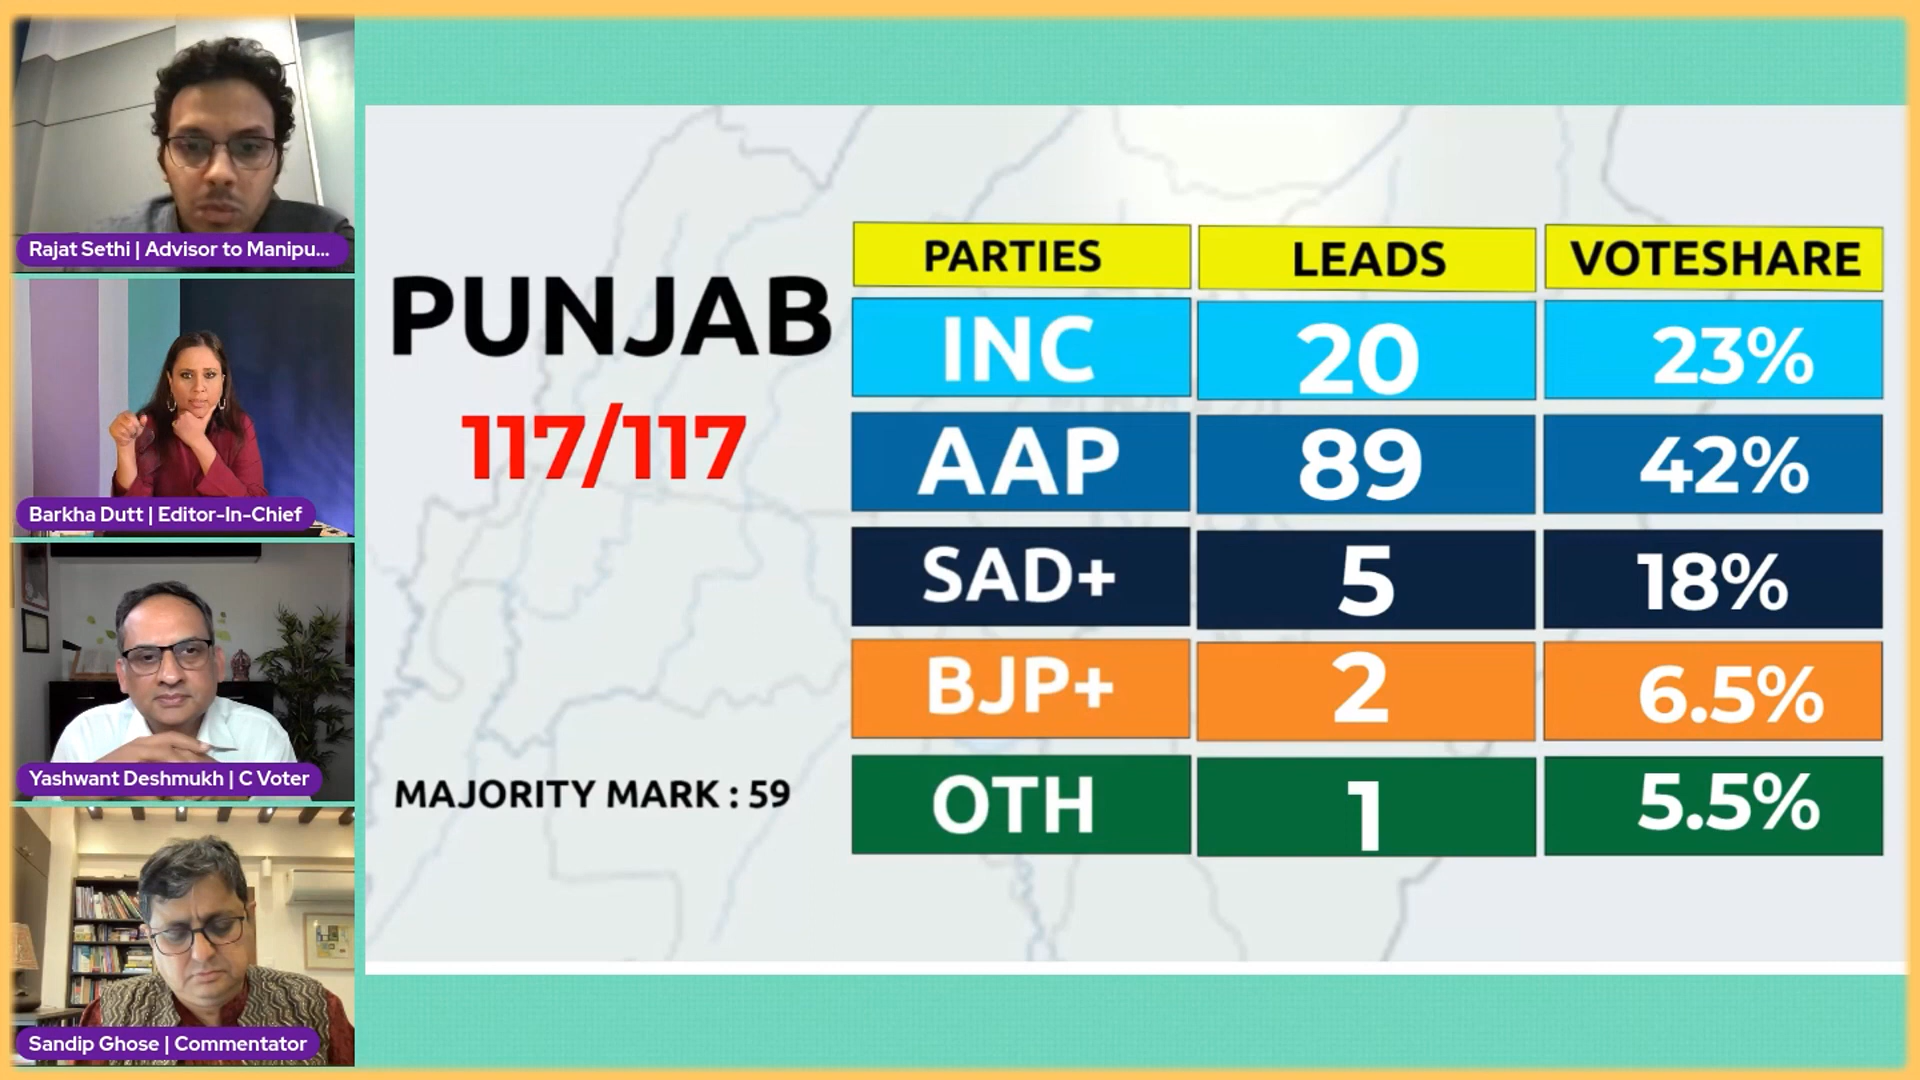 Rajat Sethi | Advisor to Manipu...
Barkha Dutt | Editor-In-Chief
Yashwant Deshmukh | C Voter
Sandip Ghose | Commentator
PUNJAB
117/117
MAJORITY MARK : 59
PARTIES LEADS VOTESHARE
INC 20 23%
AAP 89 42%
SAD+ 5 18%
BJP+ 2 6.5%
OTH 1 5.5%